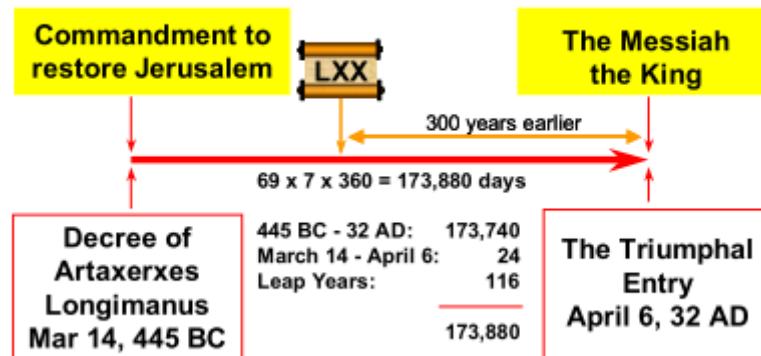 Commandment to
restore Jerusalem
LXX
The Messiah
the King
300 years earlier
69 x 7 x 360 = 173,880 days
Decree of
Artaxerxes
Longimanus
Mar 14, 445 BC
445 BC - 32 AD: 173,740
March 14 - April 6: 24
Leap Years: 116
173,880
The Triumphal
Entry
April 6, 32 AD